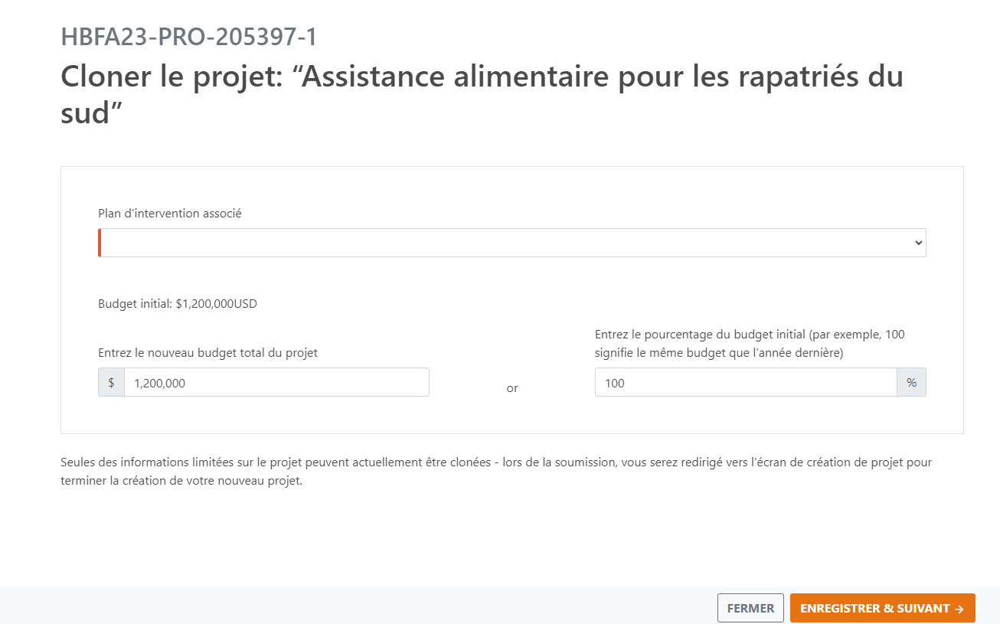 HBFA23-PRO-205397-1
Cloner le projet: “Assistance alimentaire pour les rapatriés du
sud”
Plan d'intervention associé
Budget initial: $1,200,000USD
Entrez le nouveau budget total du projet
$ 1,200,000
or
Entrez le pourcentage du budget initial (par exemple, 100
signifie le même budget que l'année dernière)
100 %
Seules des informations limitées sur le projet peuvent actuellement être clonées - lors de la soumission, vous serez redirigé vers l'écran de création de projet pour
terminer la création de votre nouveau projet.
FERMER
ENREGISTRER & SUIVANT →